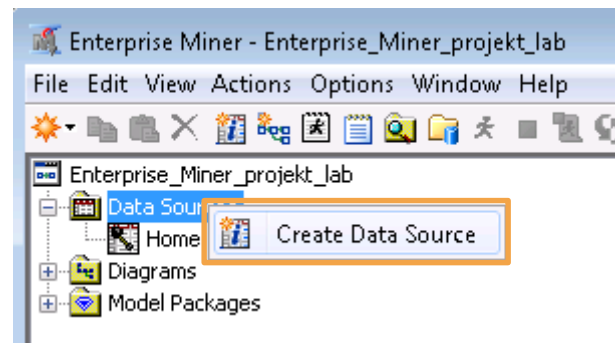 Enterprise Miner - Enterprise_Miner_projekt_lab
File Edit View Actions Options Window Help
Enterprise_Miner_projekt_lab
Data Sour
Home
Create Data Source
Diagrams
Model Packages